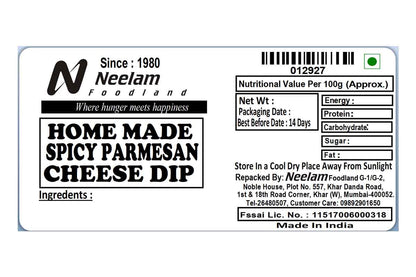 Since : 1980
Neelam
Foodland
Where hunger meets happiness
HOME MADE
SPICY PARMESAN
CHEESE DIP
Ingredients :
012927
Nutritional Value Per 100g (Approx.)
Net Wt :
Packaging Date :
Best Before Date : 14 Days
Energy :
Protein :
Carbohydrate:
Sugar :
Fat :
Store In a Cool Dry Place Away From Sunlight
Repacked By: Neelam Foodland G-1/G-2,
Noble House, Plot No. 557, Khar Danda Road,
1st & 18th Road Corner, Khar (W), Mumbai-400052.
Tel-26480507, Customer Care: 09892901650
Fssai Lic. No. : 11517006000318
Made In India